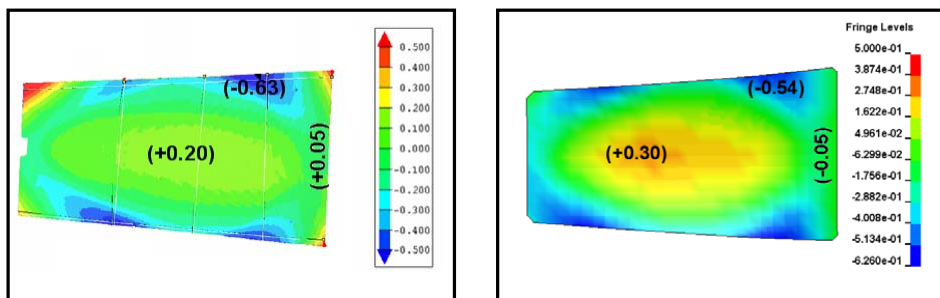 (-0.63)
(+0.20)
(+0.05)
0.500
0.400
0.300
0.200
0.100
0.000
-0.100
-0.200
-0.300
-0.400
-0.500
(-0.54)
(+0.30)
(-0.05)
Fringe Levels
5.000e-01
3.874e-01
2.748e-01
1.622e-01
4.961e-02
-6.299e-02
-1.756e-01
-2.882e-01
-4.008e-01
-5.134e-01
-6.260e-01